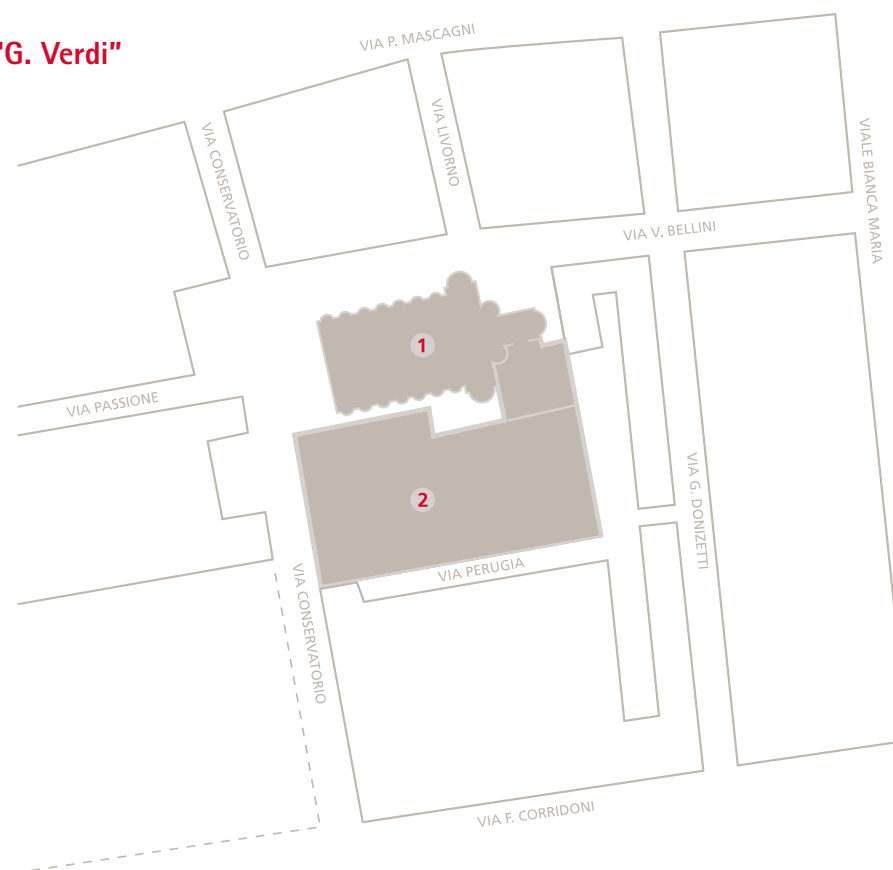 "G. Verdi"
VIA P. MASCAGNI
VIA CONSERVATORIO
VIA LIVORNO
VIALE BIANCA MARIA
VIA V. BELLINI
1
VIA PASSIONE
2
VIA G. DONIZETTI
VIA PERUGIA
VIA CONSERVATORIO
VIA F. CORRIDONI